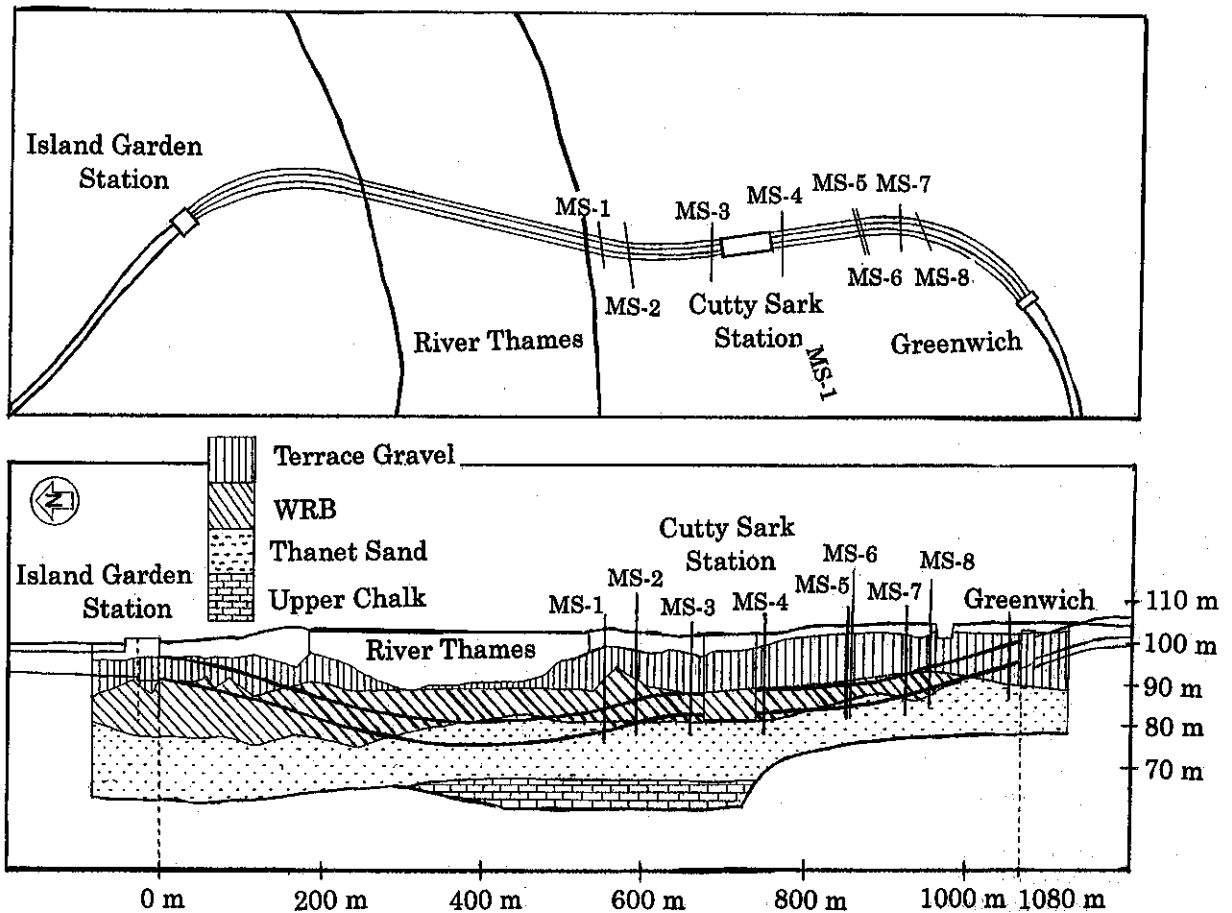 Island Garden
Station
MS-1
MS-2
MS-3
MS-4
MS-5
MS-7
MS-6
MS-8
River Thames
Cutty Sark
Station
MS-1
Greenwich
Terrace Gravel
WRB
Thanet Sand
Upper Chalk
N
Island Garden
Station
River Thames
Cutty Sark
Station
MS-1
MS-2
MS-3
MS-4
MS-5
MS-6
MS-7
MS-8
Greenwich
110 m
100 m
90 m
80 m
70 m
0 m 200 m 400 m 600 m 800 m 1000 m 1080 m